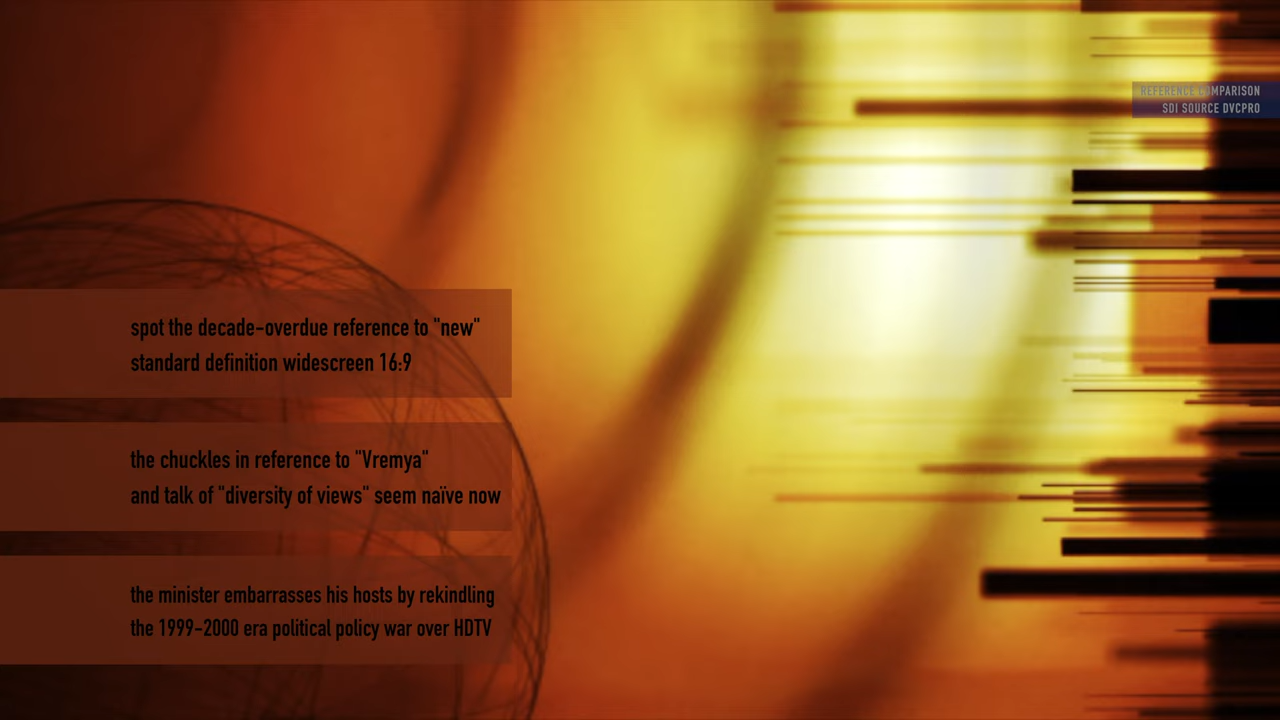 REFERENCE COMPARISON
SDI SOURCE DVCPRO
spot the decade-overdue reference to "new"
standard definition widescreen 16:9
the chuckles in reference to "Vremya"
and talk of "diversity of views" seem naïve now
the minister embarrasses his hosts by rekindling
the 1999-2000 era political policy war over HDTV